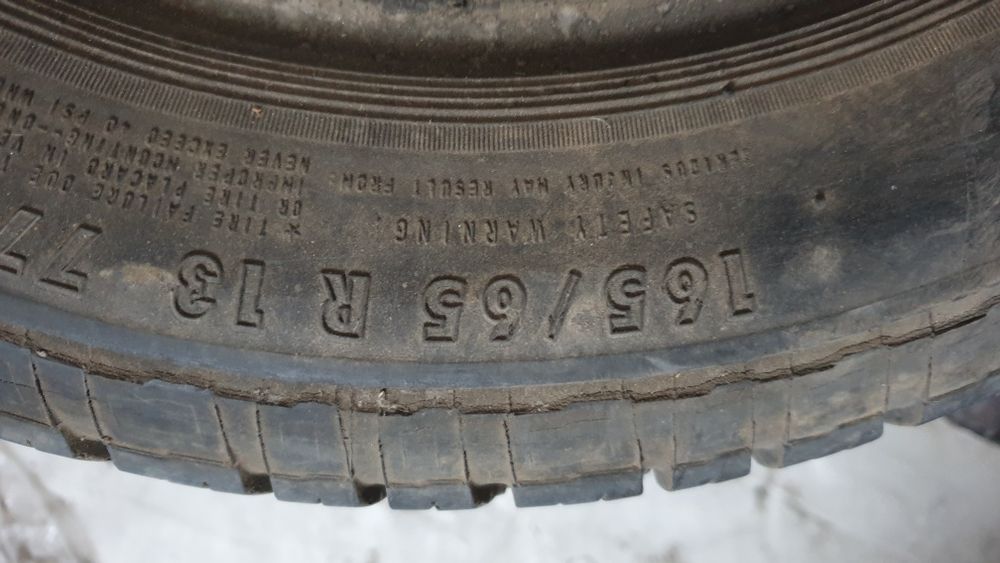 165/65 R 13 77
SAFETY WARNING
SERIOUS INJURY MAY RESULT FROM:
* TIRE FAILURE DUE
OR TIRE PLACARD IN
IMPROPER MOUNTING-
NEVER EXCEED 40 PSI